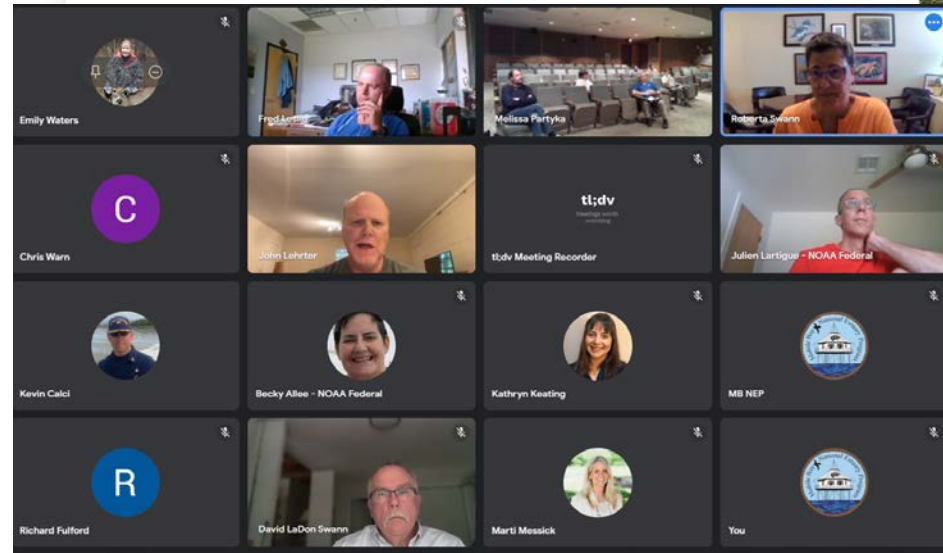 Emily Waters
Melissa Partyka
Roberta Swann
C
Chris Warn
John Lehrter
tl;dv
tl;dv Meeting Recorder
Julien Lartigue - NOAA Federal
Kevin Calci
Becky Allee - NOAA Federal
Kathryn Keating
MB NEP
R
Richard Fulford
David LaDon Swann
Marti Messick
You